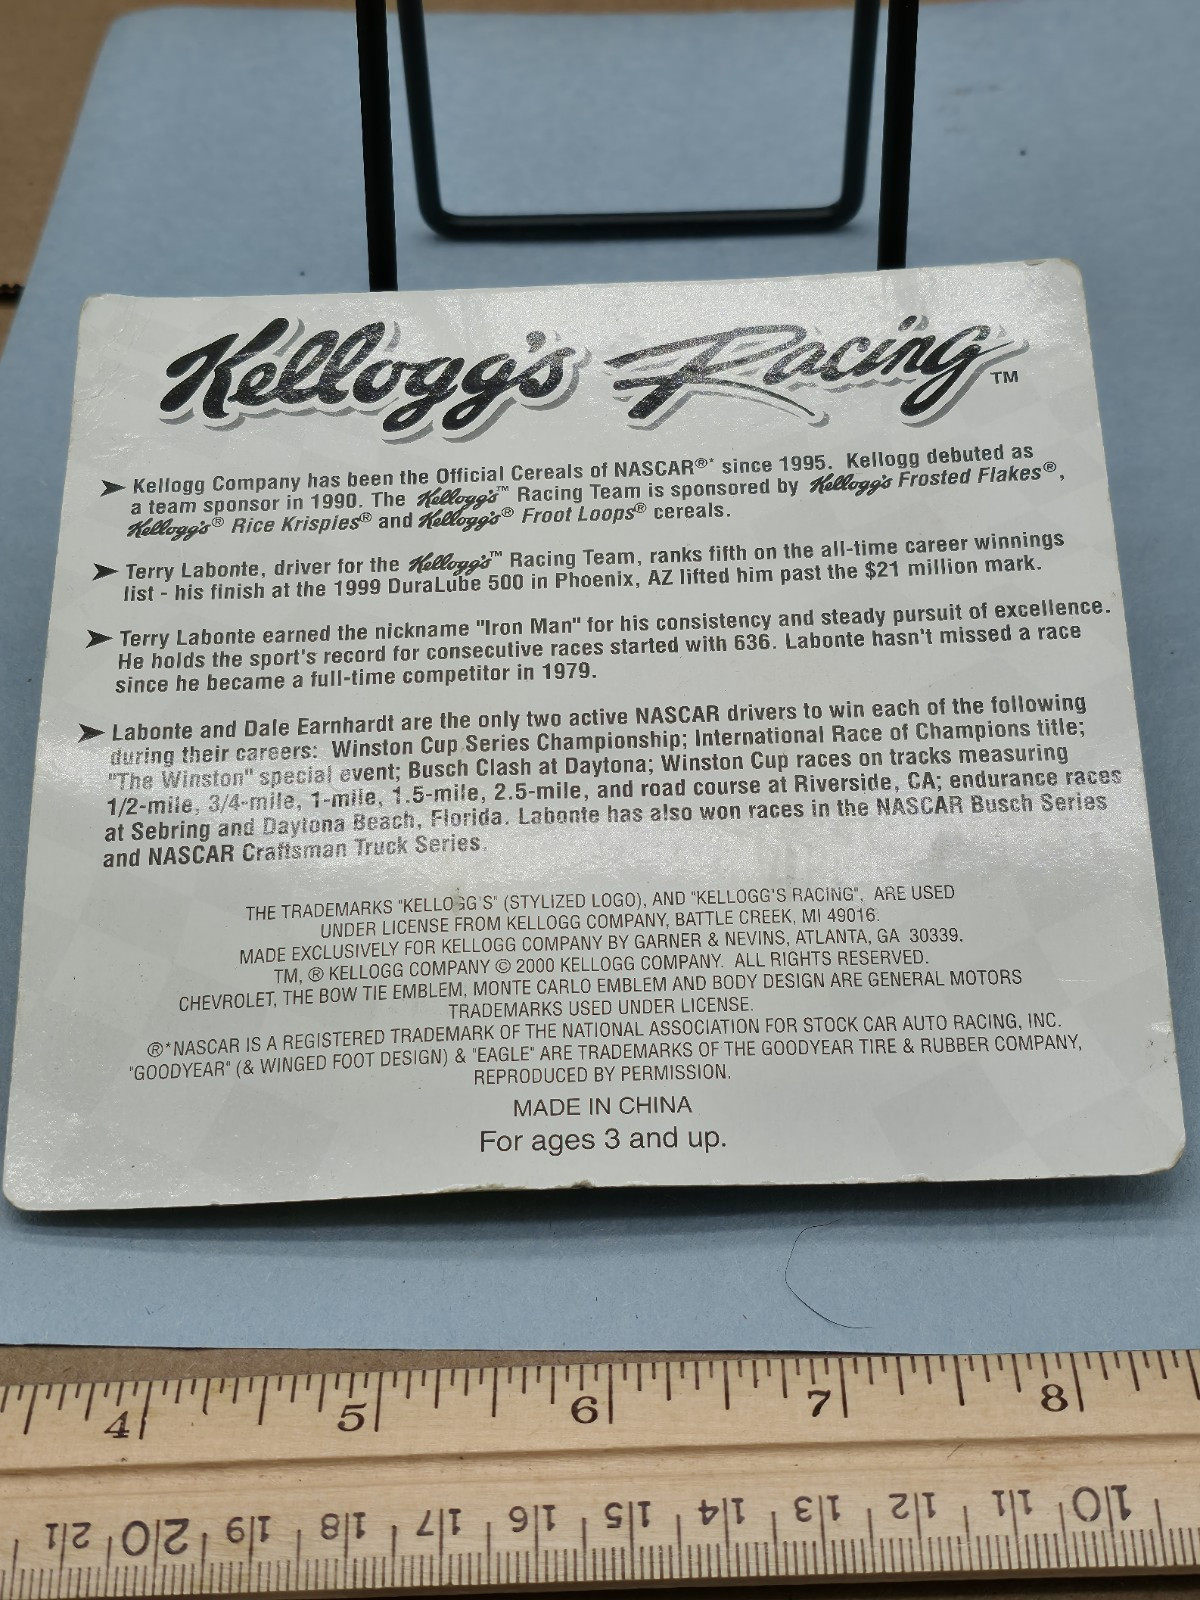 Kellogg's Racing™
➤ Kellogg Company has been the Official Cereals of NASCAR®* since 1995. Kellogg debuted as
a team sponsor in 1990. The Kellogg's™ Racing Team is sponsored by Kellogg's Frosted Flakes®,
Kellogg's® Rice Krispies® and Kellogg's® Froot Loops® cereals.
➤ Terry Labonte, driver for the Kellogg's™ Racing Team, ranks fifth on the all-time career winnings
list - his finish at the 1999 DuraLube 500 in Phoenix, AZ lifted him past the $21 million mark.
➤ Terry Labonte earned the nickname "Iron Man" for his consistency and steady pursuit of excellence.
He holds the sport's record for consecutive races started with 636. Labonte hasn't missed a race
since he became a full-time competitor in 1979.
➤ Labonte and Dale Earnhardt are the only two active NASCAR drivers to win each of the following
during their careers: Winston Cup Series Championship; International Race of Champions title;
"The Winston" special event; Busch Clash at Daytona; Winston Cup races on tracks measuring
1/2-mile, 3/4-mile, 1-mile, 1.5-mile, 2.5-mile, and road course at Riverside, CA; endurance races
at Sebring and Daytona Beach, Florida. Labonte has also won races in the NASCAR Busch Series
and NASCAR Craftsman Truck Series.
THE TRADEMARKS "KELLOGG'S" (STYLIZED LOGO), AND "KELLOGG'S RACING", ARE USED
UNDER LICENSE FROM KELLOGG COMPANY, BATTLE CREEK, MI 49016.
MADE EXCLUSIVELY FOR KELLOGG COMPANY BY GARNER & NEVINS, ATLANTA, GA 30339.
TM, ® KELLOGG COMPANY © 2000 KELLOGG COMPANY. ALL RIGHTS RESERVED.
CHEVROLET, THE BOW TIE EMBLEM, MONTE CARLO EMBLEM AND BODY DESIGN ARE GENERAL MOTORS
TRADEMARKS USED UNDER LICENSE.
®*NASCAR IS A REGISTERED TRADEMARK OF THE NATIONAL ASSOCIATION FOR STOCK CAR AUTO RACING, INC.
"GOODYEAR" (& WINGED FOOT DESIGN) & "EAGLE" ARE TRADEMARKS OF THE GOODYEAR TIRE & RUBBER COMPANY,
REPRODUCED BY PERMISSION.
MADE IN CHINA
For ages 3 and up.
4 5 6 7 8
21 20 19 18 17 16 15 14 13 12 11 10